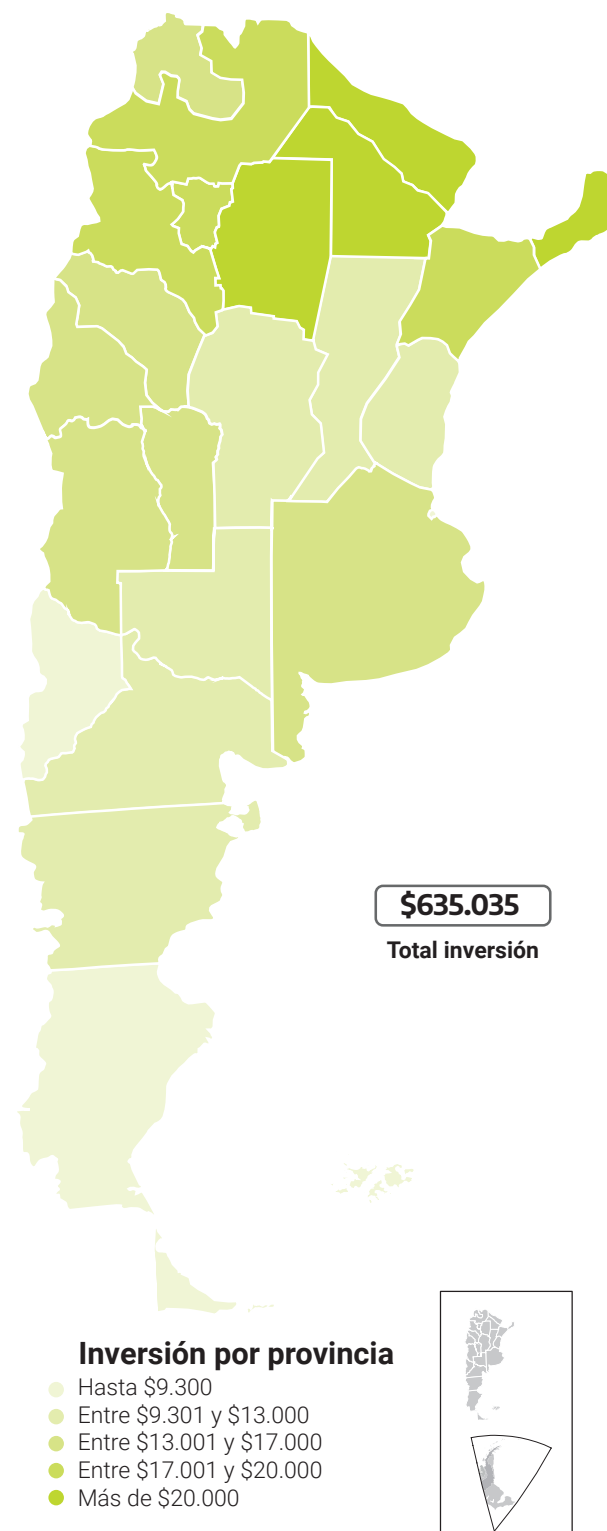 $635.035
Total inversión
Inversión por provincia
Hasta $9.300
Entre $9.301 y $13.000
Entre $13.001 y $17.000
Entre $17.001 y $20.000
Más de $20.000